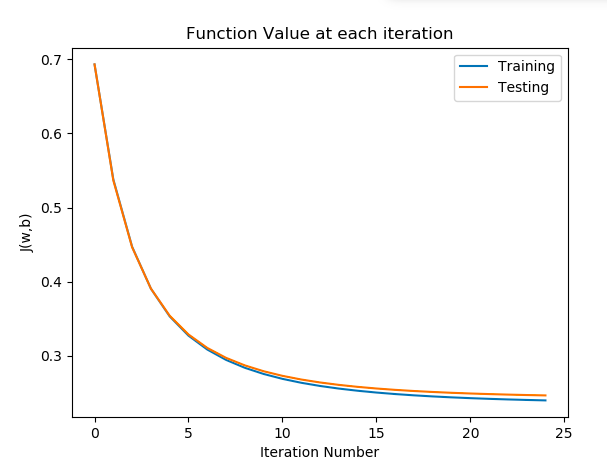 Function Value at each iteration
Training
Testing
0.7
0.6
0.5
0.4
0.3
J(w,b)
0 5 10 15 20 25
Iteration Number